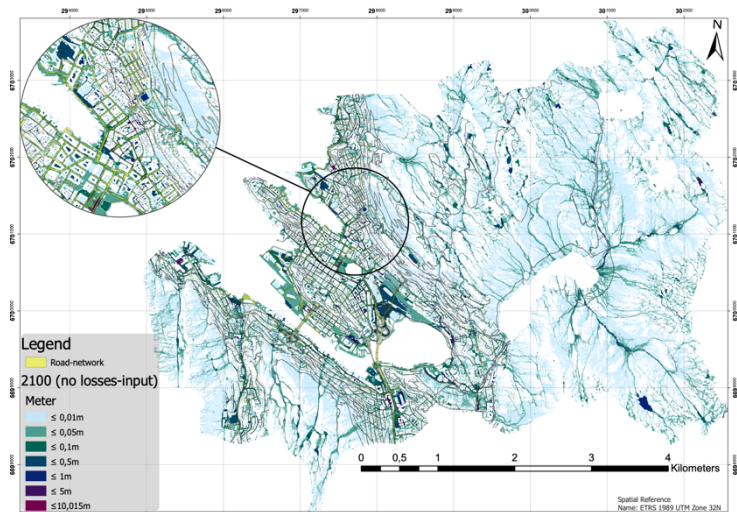 N
Legend
Road-network
2100 (no losses-input)
Meter
≤ 0,01m
≤ 0,05m
≤ 0,1m
≤ 0,5m
≤ 1m
≤ 5m
≤10,015m
0 0,5 1 2 3 4
Kilometers
Spatial Reference
Name: ETRS 1989 UTM Zone 32N